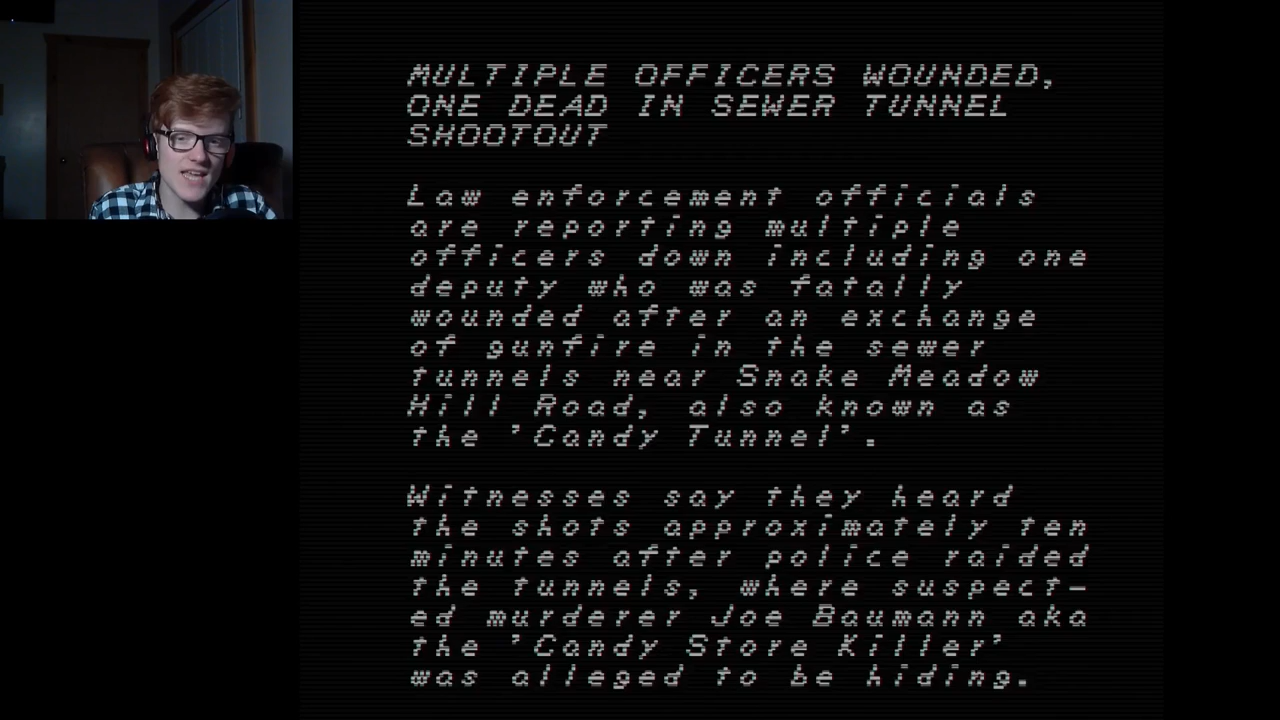 MULTIPLE OFFICERS WOUNDED,
ONE DEAD IN SEWER TUNNEL
SHOOTOUT
Law enforcement officials
are reporting multiple
officers down including one
deputy who was fatally
wounded after an exchange
of gunfire in the sewer
tunnels near Snake Meadow
Hill Road, also known as
the 'Candy Tunnel'.
Witnesses say they heard
the shots approximately ten
minutes after police raided
the tunnels, where suspect-
ed murderer Joe Baumann aka
the 'Candy Store Killer'
was alleged to be hiding.